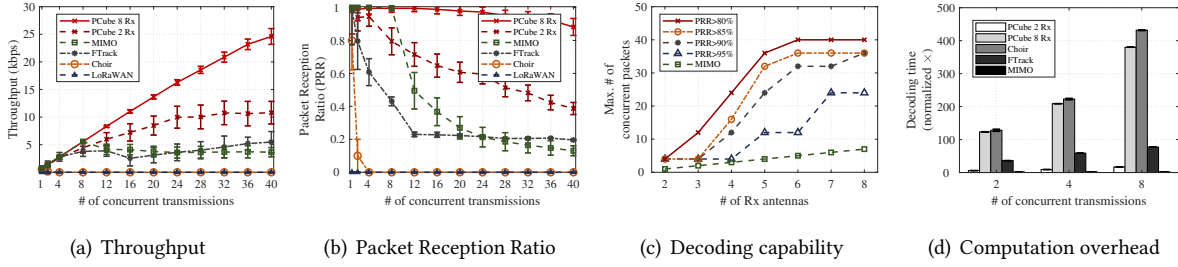 30
25
20
15
10
5
0
Throughput (kbps)
PCube 8 Rx
PCube 2 Rx
MIMO
FTrack
Choir
LoRaWAN
1 4 8 12 16 20 24 28 32 36 40
# of concurrent transmissions
(a) Throughput
1
0.8
0.6
0.4
0.2
0
Packet Reception
Ratio (PRR)
PCube 8 Rx
PCube 2 Rx
MIMO
FTrack
Choir
LoRaWAN
1 4 8 12 16 20 24 28 32 36 40
# of concurrent transmissions
(b) Packet Reception Ratio
50
40
30
20
10
0
Max. # of
concurrent packets
PRR>80%
PRR>85%
PRR>90%
PRR>95%
MIMO
2 3 4 5 6 7 8
# of Rx antennas
(c) Decoding capability
500
400
300
200
100
0
Decoding time
(normalized ×)
PCube 2 Rx
PCube 8 Rx
Choir
FTrack
MIMO
2 4 8
# of concurrent transmissions
(d) Computation overhead